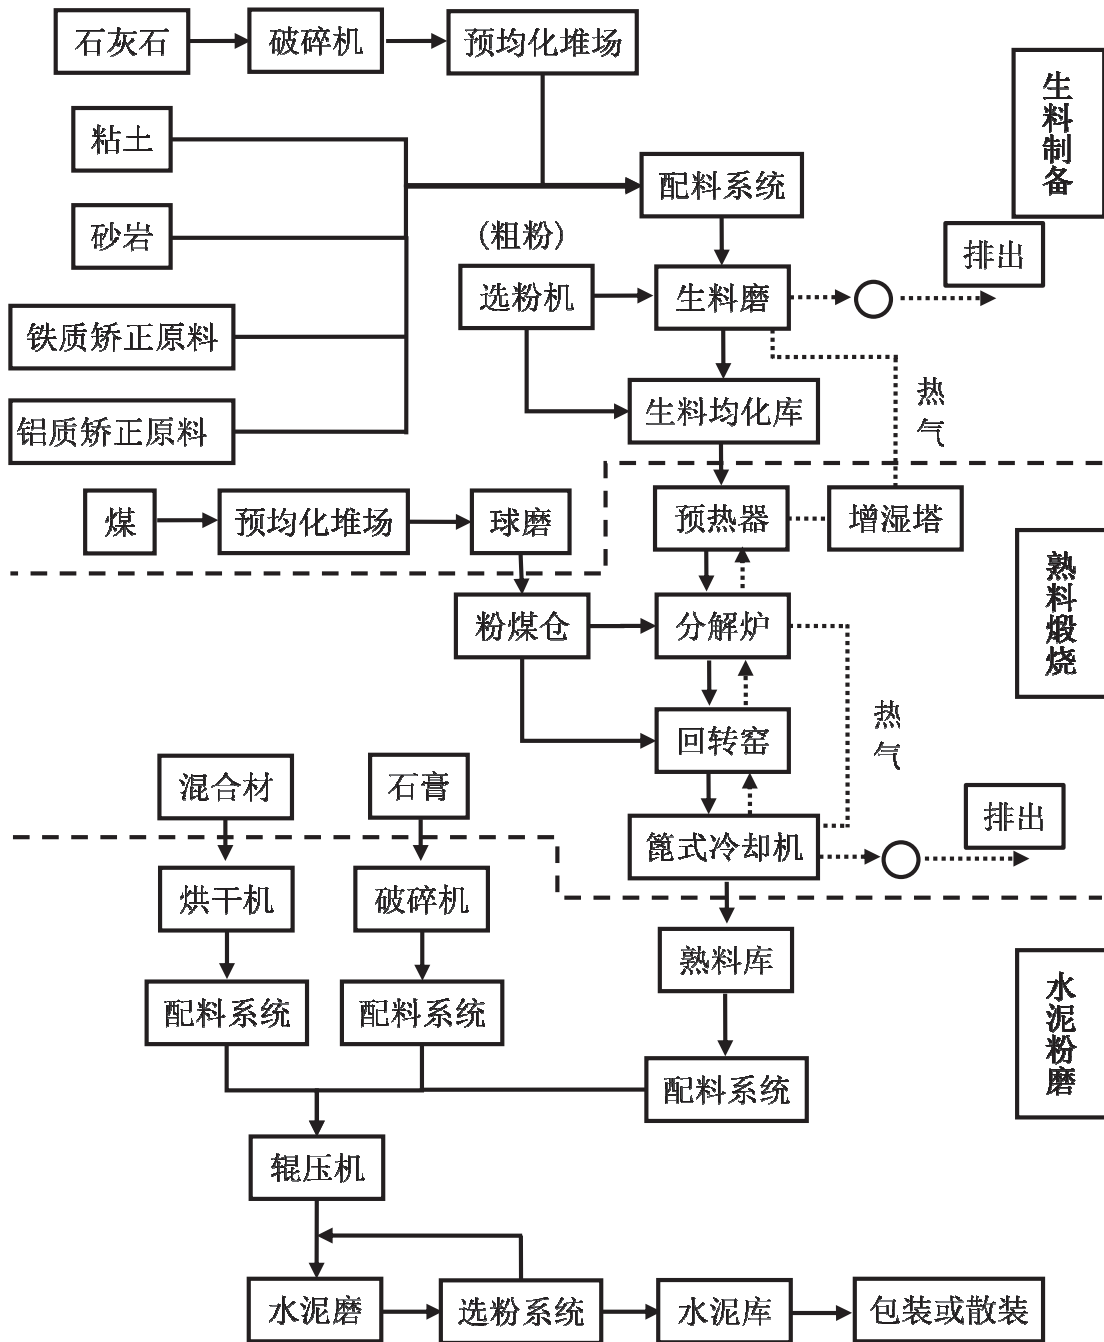 石灰石
破碎机
预均化堆场
生料制备
粘土
配料系统
砂岩
(粗粉)
排出
选粉机
生料磨
铁质矫正原料
热气
生料均化库
铝质矫正原料
煤
预均化堆场
球磨
预热器
增湿塔
熟料煅烧
粉煤仓
分解炉
热气
回转窑
混合材
石膏
排出
篦式冷却机
烘干机
破碎机
熟料库
水泥粉磨
配料系统
配料系统
配料系统
辊压机
水泥磨
选粉系统
水泥库
包装或散装